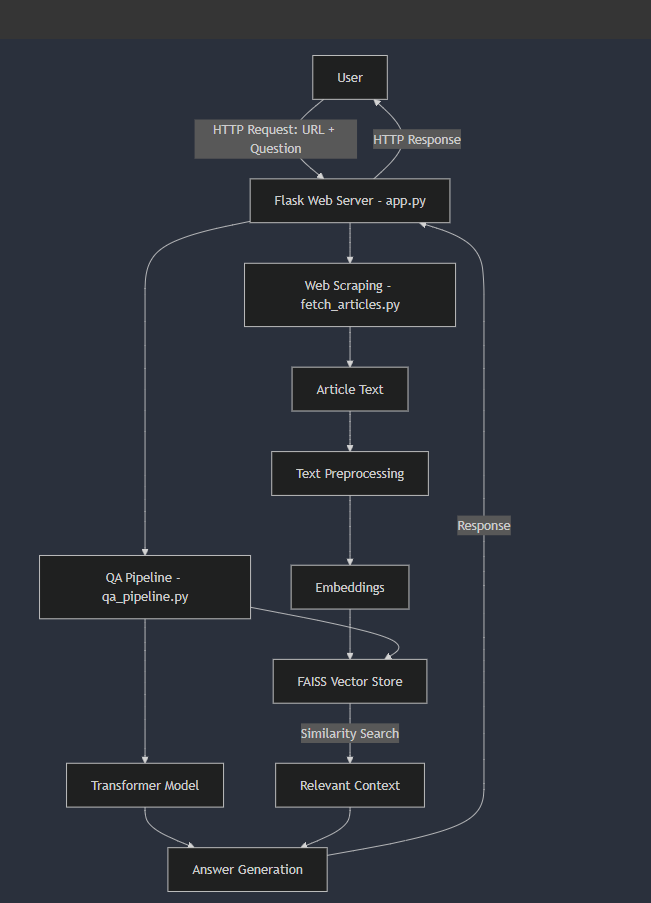 User
HTTP Request: URL +
Question
HTTP Response
Flask Web Server - app.py
Web Scraping -
fetch_articles.py
Article Text
Text Preprocessing
Response
QA Pipeline -
qa_pipeline.py
Embeddings
FAISS Vector Store
Similarity Search
Transformer Model
Relevant Context
Answer Generation